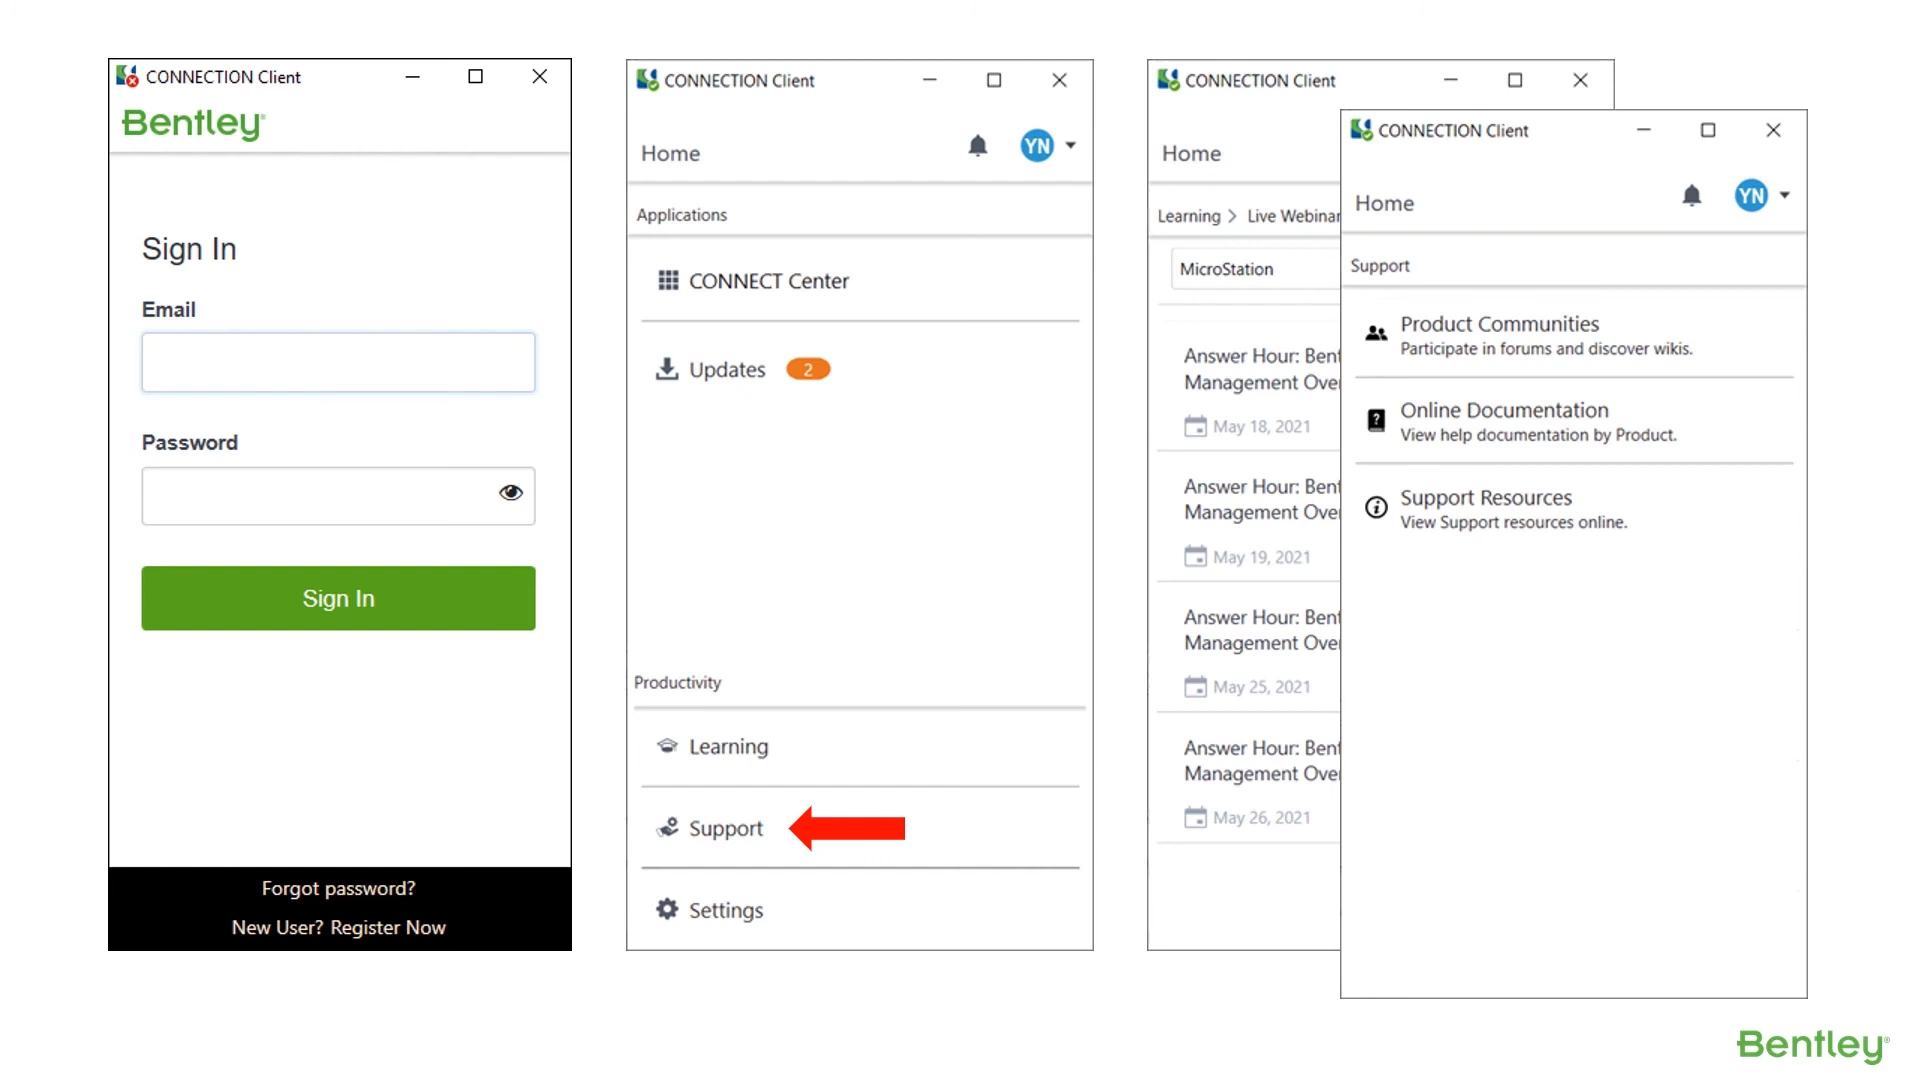 CONNECTION Client
Bentley
Sign In
Email
Password
Sign In
Forgot password?
New User? Register Now
CONNECTION Client
Home
YN
Applications
CONNECT Center
Updates 2
Productivity
Learning
Support
Settings
CONNECTION Client
Home
Learning > Live Webinar
MicroStation
Answer Hour: Bent
Management Over
May 18, 2021
Answer Hour: Bent
Management Over
May 19, 2021
Answer Hour: Bent
Management Over
May 25, 2021
Answer Hour: Bent
Management Over
May 26, 2021
CONNECTION Client
Home
YN
Support
Product Communities
Participate in forums and discover wikis.
Online Documentation
View help documentation by Product.
Support Resources
View Support resources online.
Bentley